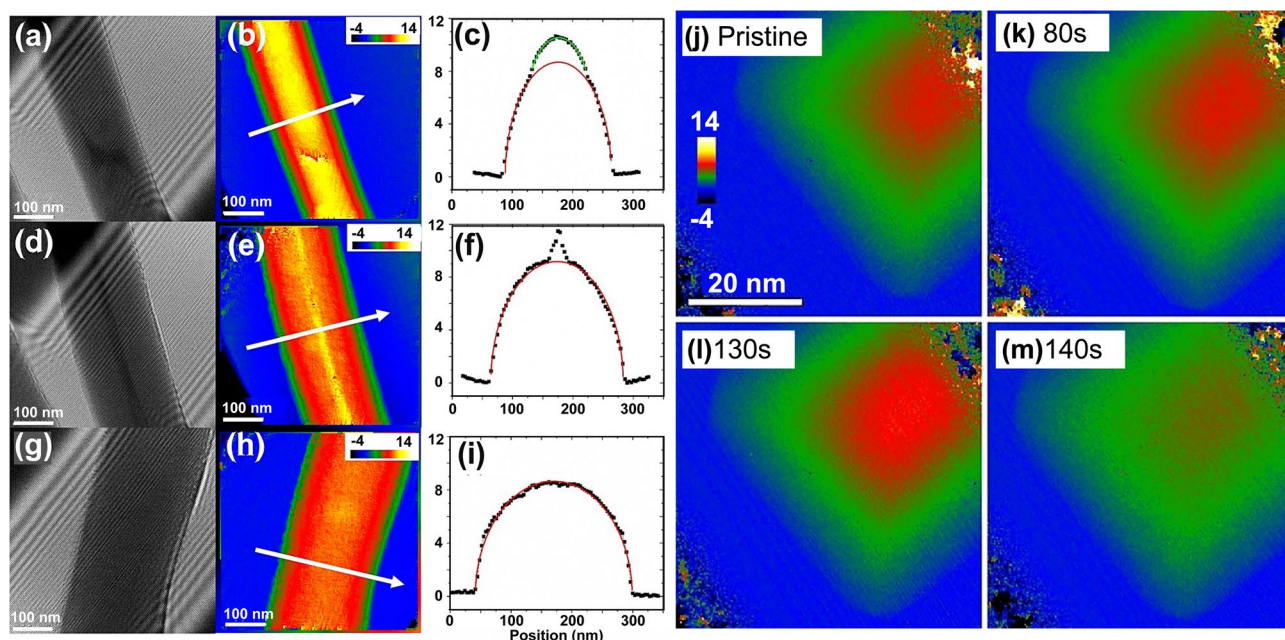 (a)
100 nm
(b)
-4 14
100 nm
(c)
12
8
4
0
0 100 200 300
(j) Pristine
14
-4
20 nm
(k) 80s
(d)
100 nm
(e)
-4 14
100 nm
(f)
12
8
4
0
0 100 200 300
(g)
100 nm
(h)
-4 14
100 nm
(i)
12
8
4
0
0 100 200 300
Position (nm)
(l) 130s
(m) 140s